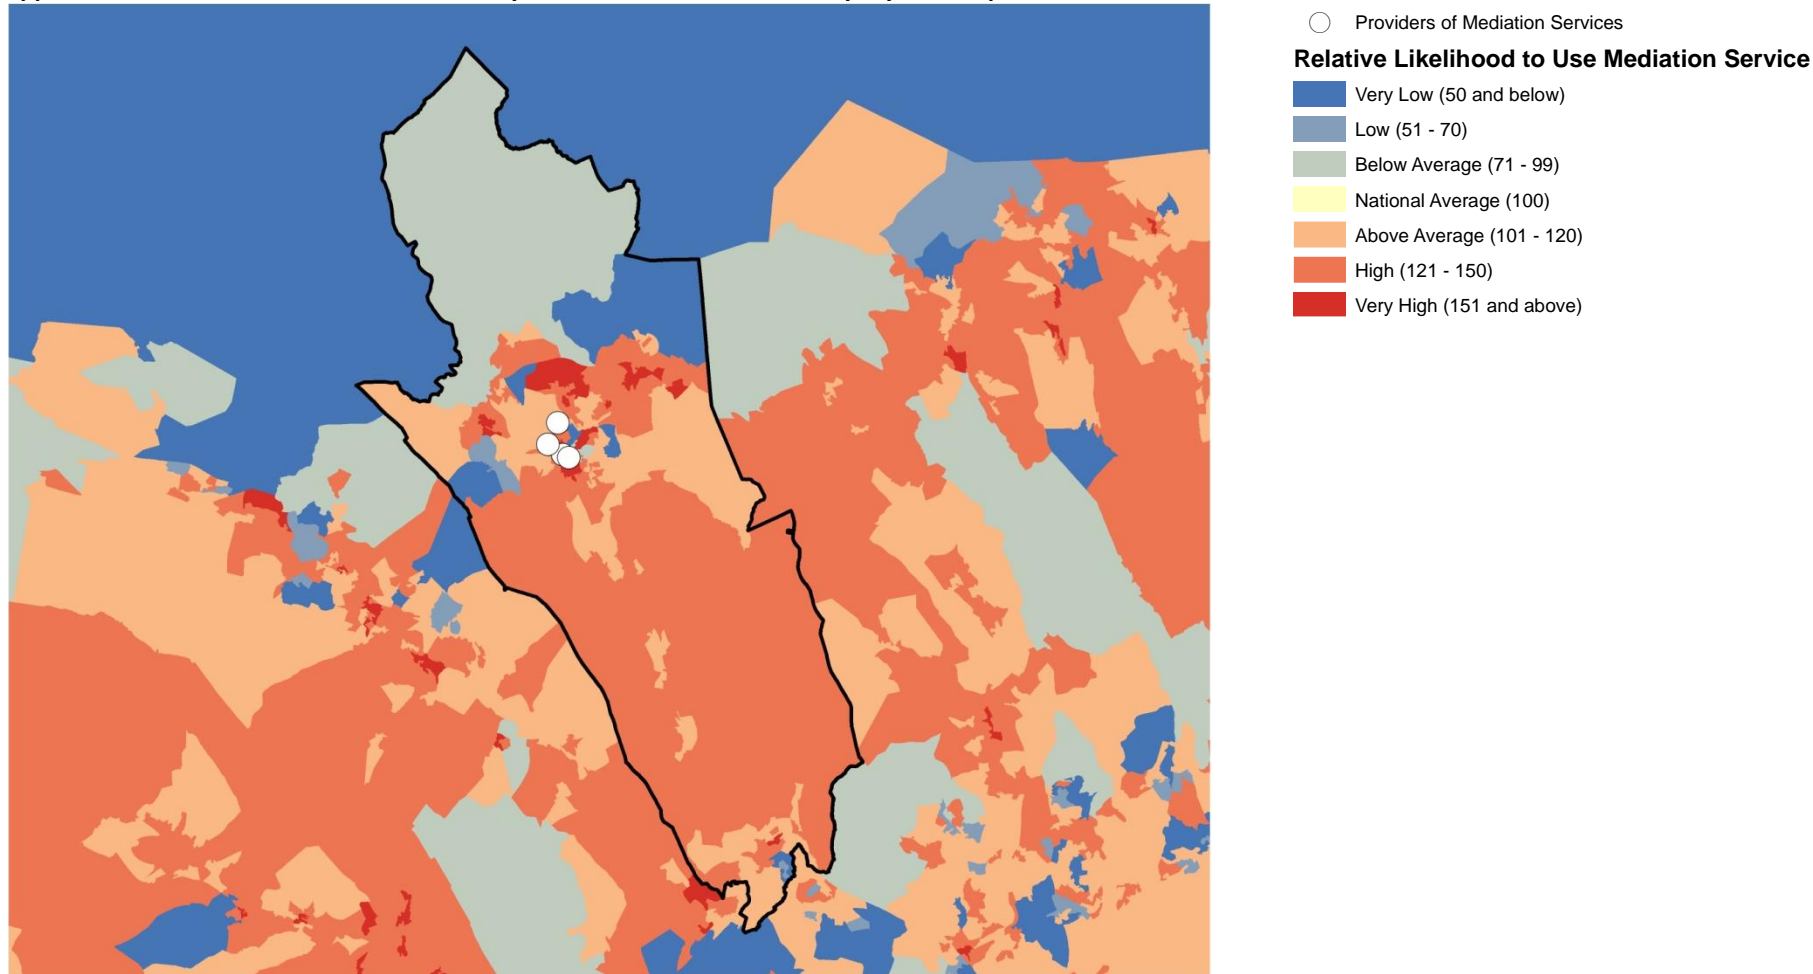 Providers of Mediation Services
Relative Likelihood to Use Mediation Service
Very Low (50 and below)
Low (51 - 70)
Below Average (71 - 99)
National Average (100)
Above Average (101 - 120)
High (121 - 150)
Very High (151 and above)